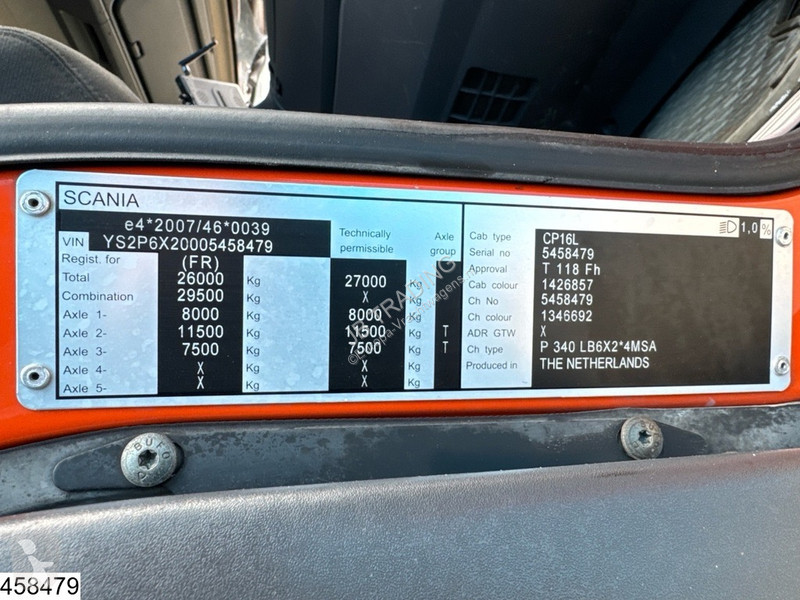 SCANIA
1,0 %
e4*2007/46*0039
VIN YS2P6X20005458479
Technically permissible
Axle group
Regist. for (FR)
Total 26000 Kg 27000 Kg
Combination 29500 Kg X Kg
Axle 1- 8000 Kg 8000 Kg
Axle 2- 11500 Kg 11500 Kg T
Axle 3- 7500 Kg 7500 Kg T
Axle 4- X Kg X Kg
Axle 5- X Kg X Kg
Cab type CP16L
Serial no 5458479
Approval T 118 Fh
Cab colour 1426857
Ch No 5458479
Ch colour 1346692
ADR GTW X
Ch type P 340 LB6X2*4MSA
Produced in THE NETHERLANDS
BUFO
458479